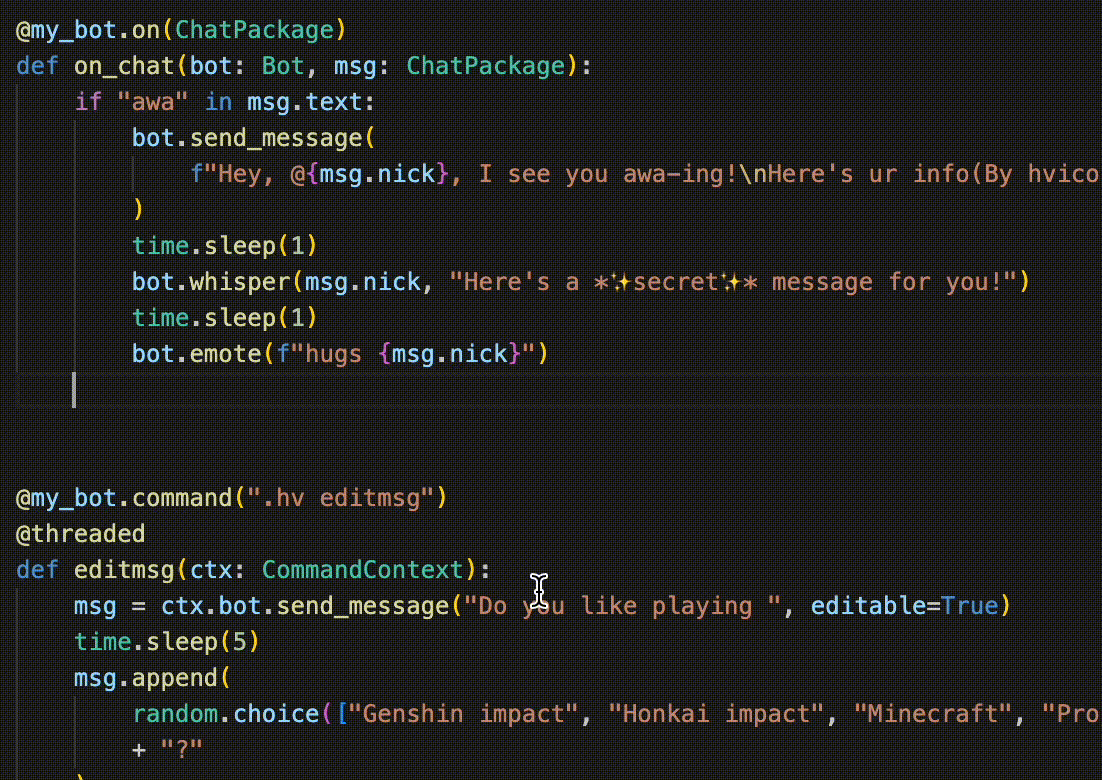 @my_bot.on(ChatPackage)
def on_chat(bot: Bot, msg: ChatPackage):
    if "awa" in msg.text:
        bot.send_message(
            f"Hey, @{msg.nick}, I see you awa-ing!\nHere's ur info(By hvico
        )
        time.sleep(1)
        bot.whisper(msg.nick, "Here's a *✨secret✨* message for you!")
        time.sleep(1)
        bot.emote(f"hugs {msg.nick}")
@my_bot.command(".hv editmsg")
@threaded
def editmsg(ctx: CommandContext):
    msg = ctx.bot.send_message("Do you like playing ", editable=True)
    time.sleep(5)
    msg.append(
        random.choice(["Genshin impact", "Honkai impact", "Minecraft", "Pro
        + "?"
    )